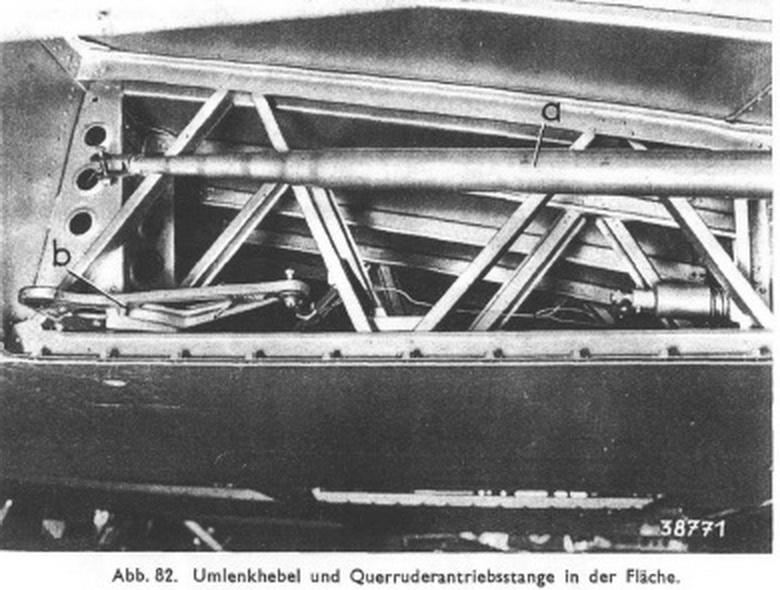 a
b
38771
Abb. 82. Umlenkhebel und Querruderantriebsstange in der Fläche.